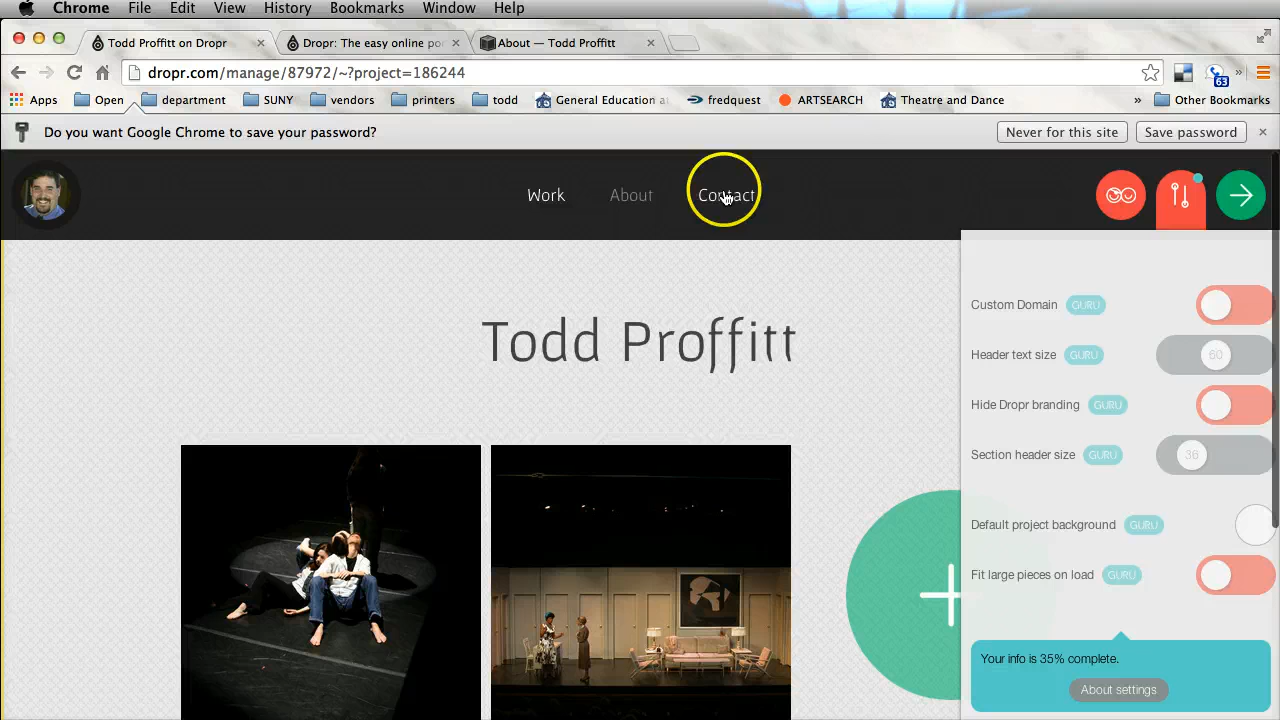 Chrome File Edit View History Bookmarks Window Help
Todd Proffitt on Dropr
Dropr: The easy online po
About — Todd Proffitt
dropr.com/manage/87972/~?project=186244
63
Apps Open department SUNY vendors printers todd General Education at frdquest ARTSEARCH Theatre and Dance » Other Bookmarks
Do you want Google Chrome to save your password? Never for this site Save password
Work About Contact
Todd Proffitt
Custom Domain GURU
Header text size GURU 60
Hide Dropr branding GURU
Section header size GURU 36
Default project background GURU
Fit large pieces on load GURU
Your info is 35% complete.
About settings